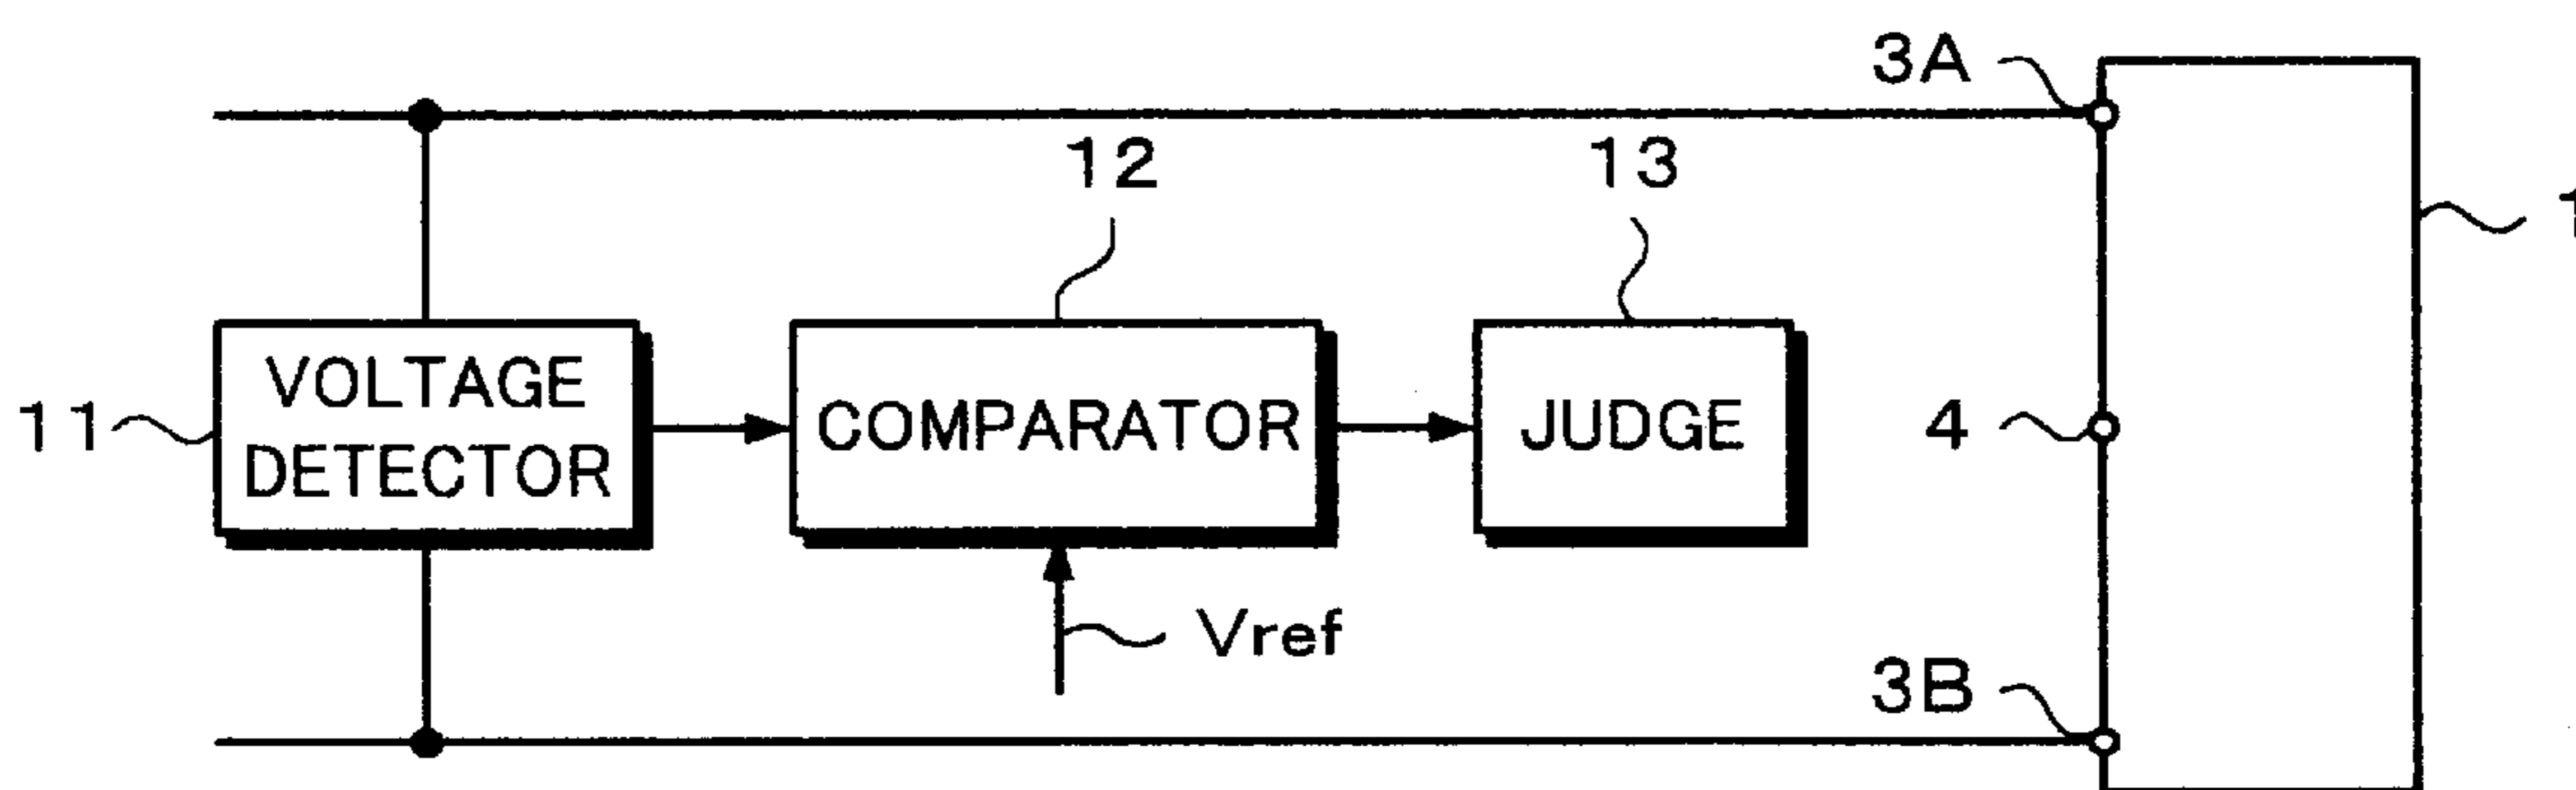 3A
12
13
1
VOLTAGE
DETECTOR
11
COMPARATOR
JUDGE
4
Vref
3B